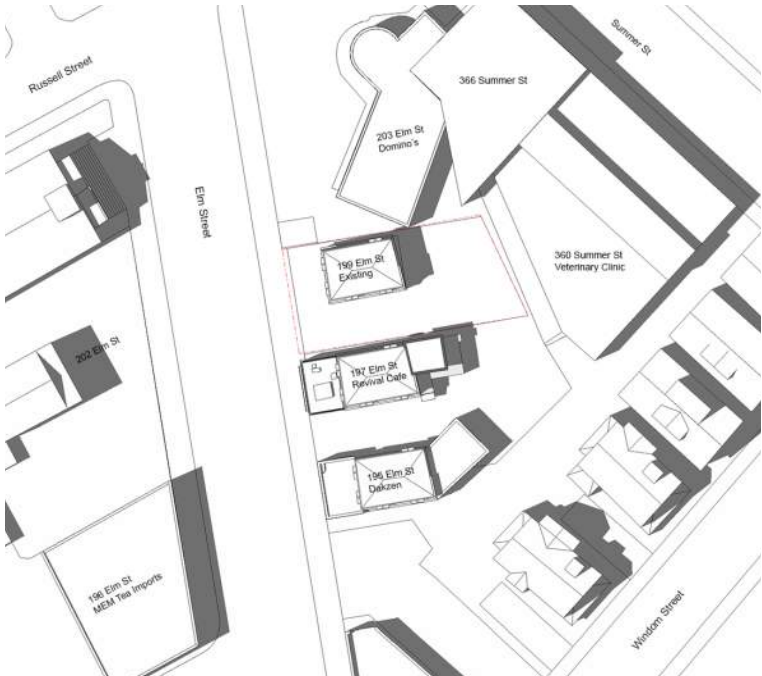 Summer St
Russell Street
366 Summer St
203 Elm St
Domino's
Elm Street
199 Elm St
Existing
360 Summer St
Veterinary Clinic
202 Elm St
197 Elm St
Revival Cafe
195 Elm St
Dakzen
196 Elm St
MEM Tea Imports
Windom Street